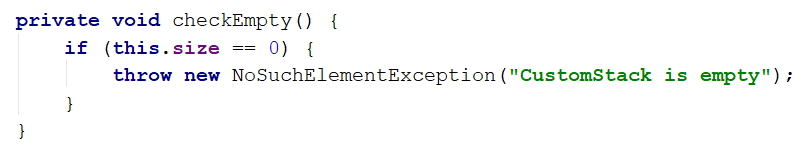 private void checkEmpty() {
    if (this.size == 0) {
        throw new NoSuchElementException("CustomStack is empty");
    }
}